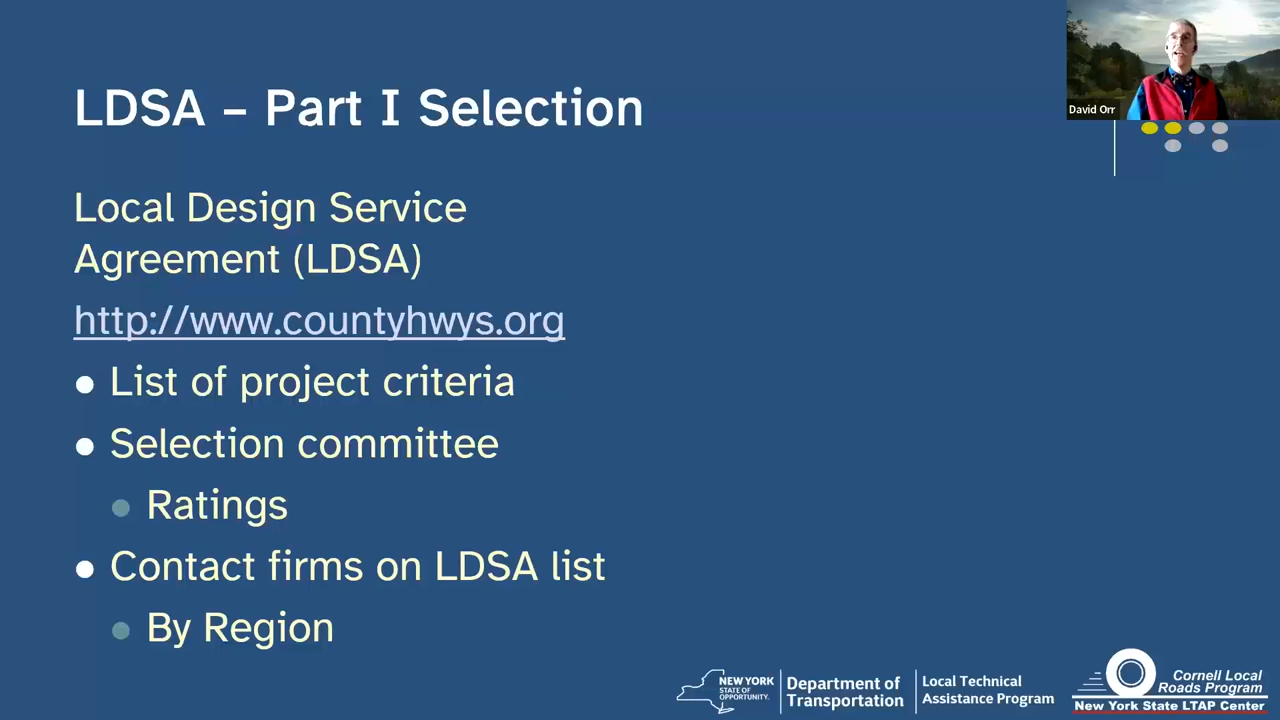 David Orr
LDSA – Part I Selection
Local Design Service
Agreement (LDSA)
http://www.countyhwys.org
List of project criteria
Selection committee
Ratings
Contact firms on LDSA list
By Region
NEW YORK
STATE OF
OPPORTUNITY.
Department of
Transportation
Local Technical
Assistance Program
Cornell Local
Roads Program
New York State LTAP Center